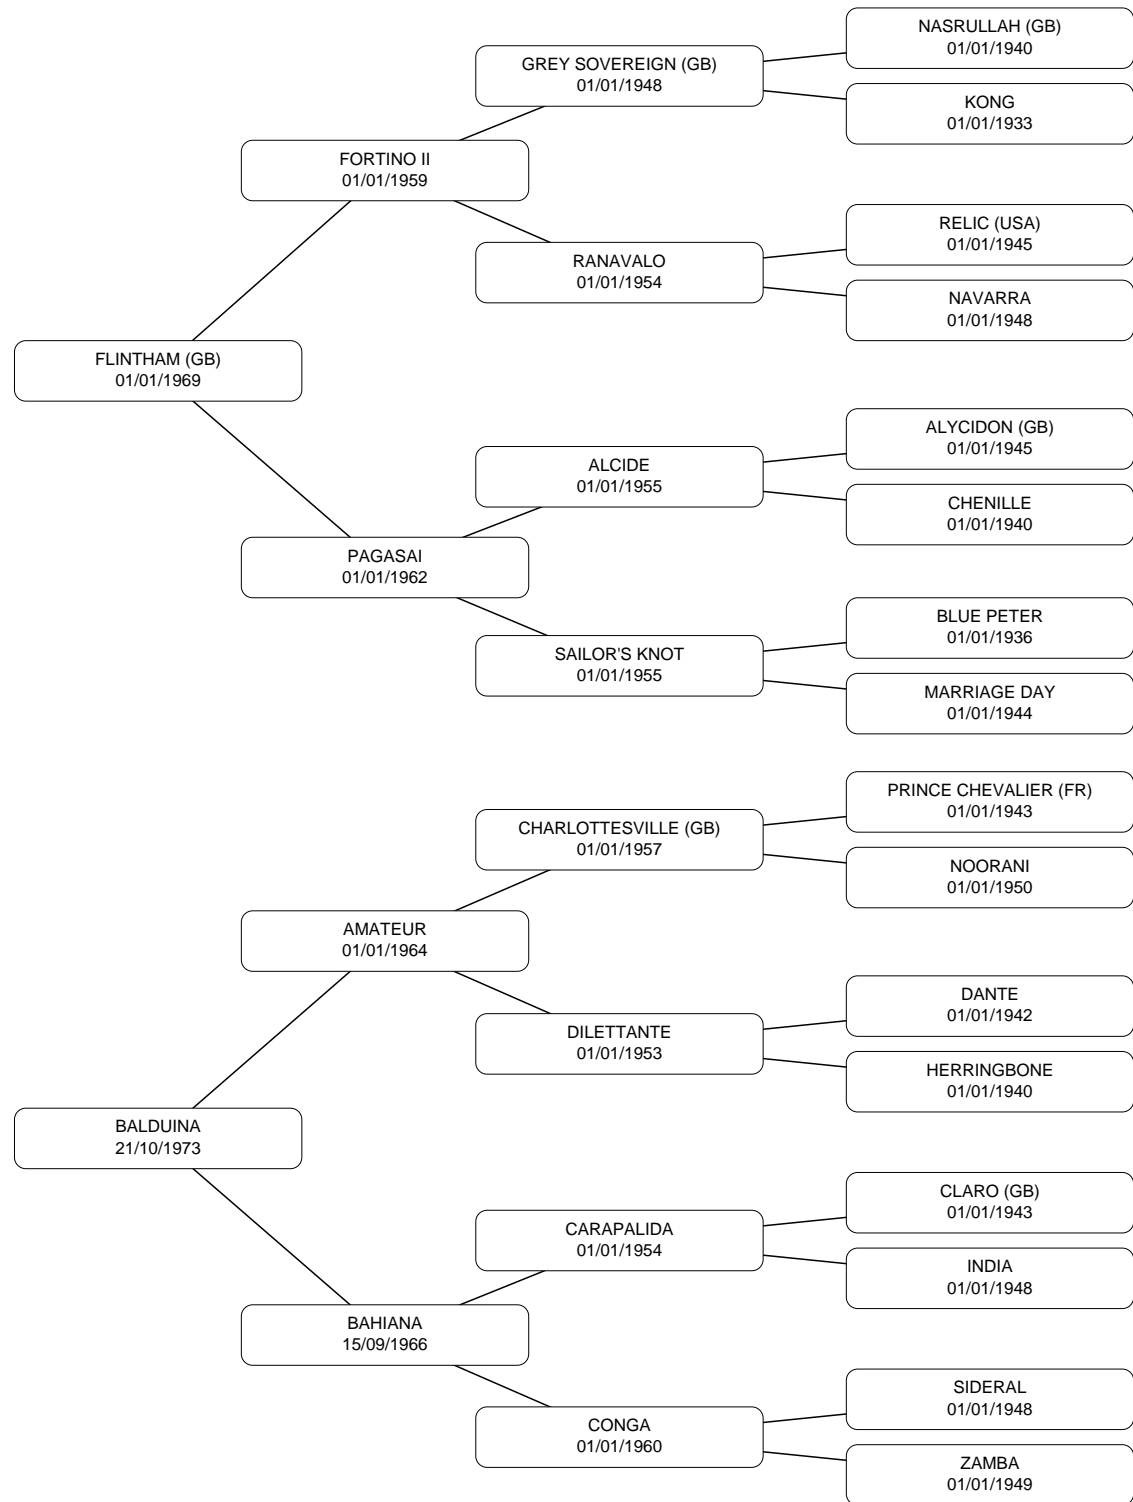 NASRULLAH (GB)
01/01/1940
GREY SOVEREIGN (GB)
01/01/1948
KONG
01/01/1933
FORTINO II
01/01/1959
RELIC (USA)
01/01/1945
RANAVALO
01/01/1954
NAVARRA
01/01/1948
FLINTHAM (GB)
01/01/1969
ALYCIDON (GB)
01/01/1945
ALCIDE
01/01/1955
CHENILLE
01/01/1940
PAGASAI
01/01/1962
BLUE PETER
01/01/1936
SAILOR'S KNOT
01/01/1955
MARRIAGE DAY
01/01/1944
PRINCE CHEVALIER (FR)
01/01/1943
CHARLOTTESVILLE (GB)
01/01/1957
NOORANI
01/01/1950
AMATEUR
01/01/1964
DANTE
01/01/1942
DILETTANTE
01/01/1953
HERRINGBONE
01/01/1940
BALDUINA
21/10/1973
CLARO (GB)
01/01/1943
CARAPALIDA
01/01/1954
INDIA
01/01/1948
BAHIANA
15/09/1966
SIDERAL
01/01/1948
CONGA
01/01/1960
ZAMBA
01/01/1949